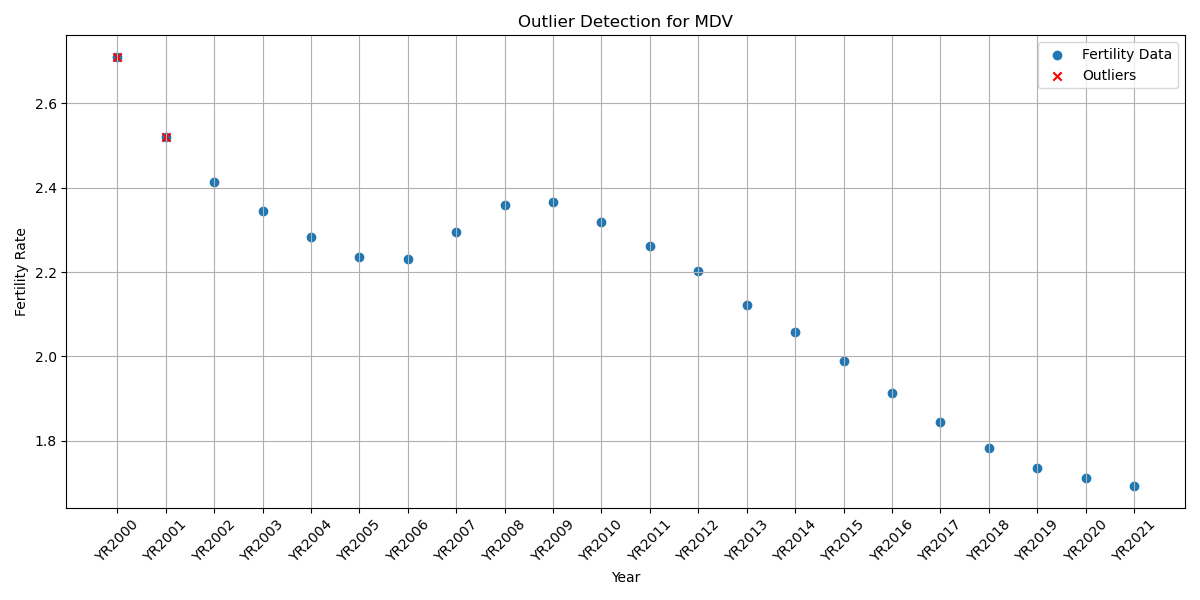 Outlier Detection for MDV
Fertility Data
Outliers
Fertility Rate
2.6
2.4
2.2
2.0
1.8
YR2000
YR2001
YR2002
YR2003
YR2004
YR2005
YR2006
YR2007
YR2008
YR2009
YR2010
YR2011
YR2012
YR2013
YR2014
YR2015
YR2016
YR2017
YR2018
YR2019
YR2020
YR2021
Year